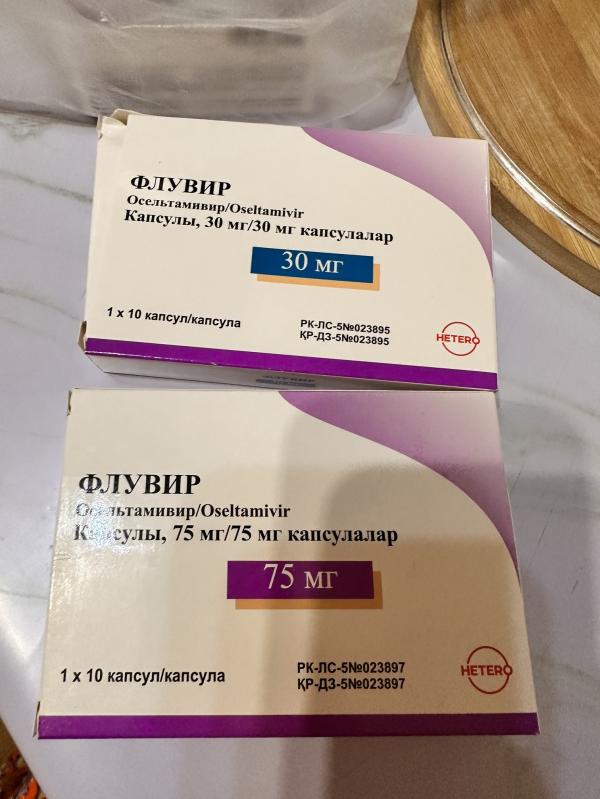 ФЛУВИР
Осельтамивир/Oseltamivir
Капсулы, 30 мг/30 мг капсулалар
30 мг
1 x 10 капсул/капсула
РК-ЛС-5№023895
ҚР-ДЗ-5№023895
HETERO
ФЛУВИР
Осельтамивир/Oseltamivir
Капсулы, 75 мг/75 мг капсулалар
75 мг
1 x 10 капсул/капсула
РК-ЛС-5№023897
ҚР-ДЗ-5№023897
HETERO